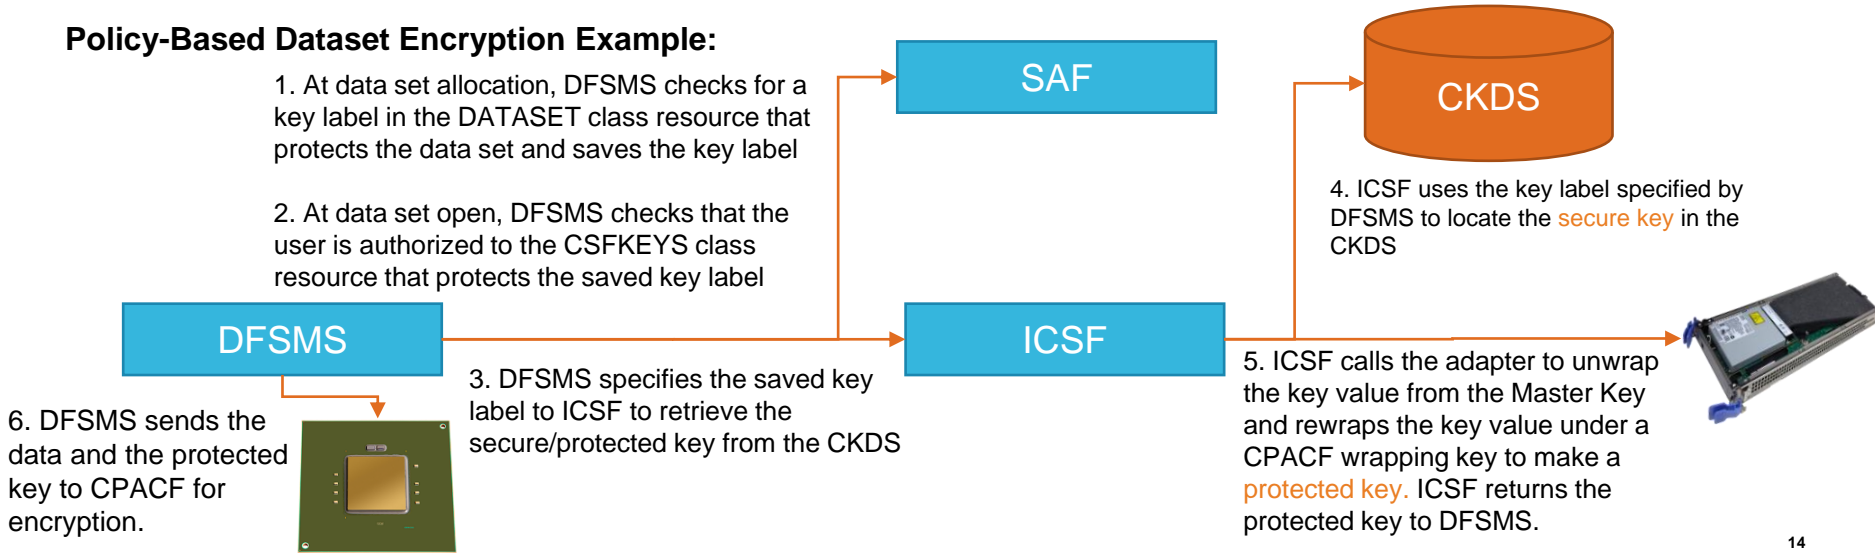 Policy-Based Dataset Encryption Example:
1. At data set allocation, DFSMS checks for a
key label in the DATASET class resource that
protects the data set and saves the key label
2. At data set open, DFSMS checks that the
user is authorized to the CSFKEYS class
resource that protects the saved key label
SAF
CKDS
4. ICSF uses the key label specified by
DFSMS to locate the secure key in the
CKDS
DFSMS
ICSF
3. DFSMS specifies the saved key
label to ICSF to retrieve the
secure/protected key from the CKDS
5. ICSF calls the adapter to unwrap
the key value from the Master Key
and rewraps the key value under a
CPACF wrapping key to make a
protected key. ICSF returns the
protected key to DFSMS.
6. DFSMS sends the
data and the protected
key to CPACF for
encryption.
14